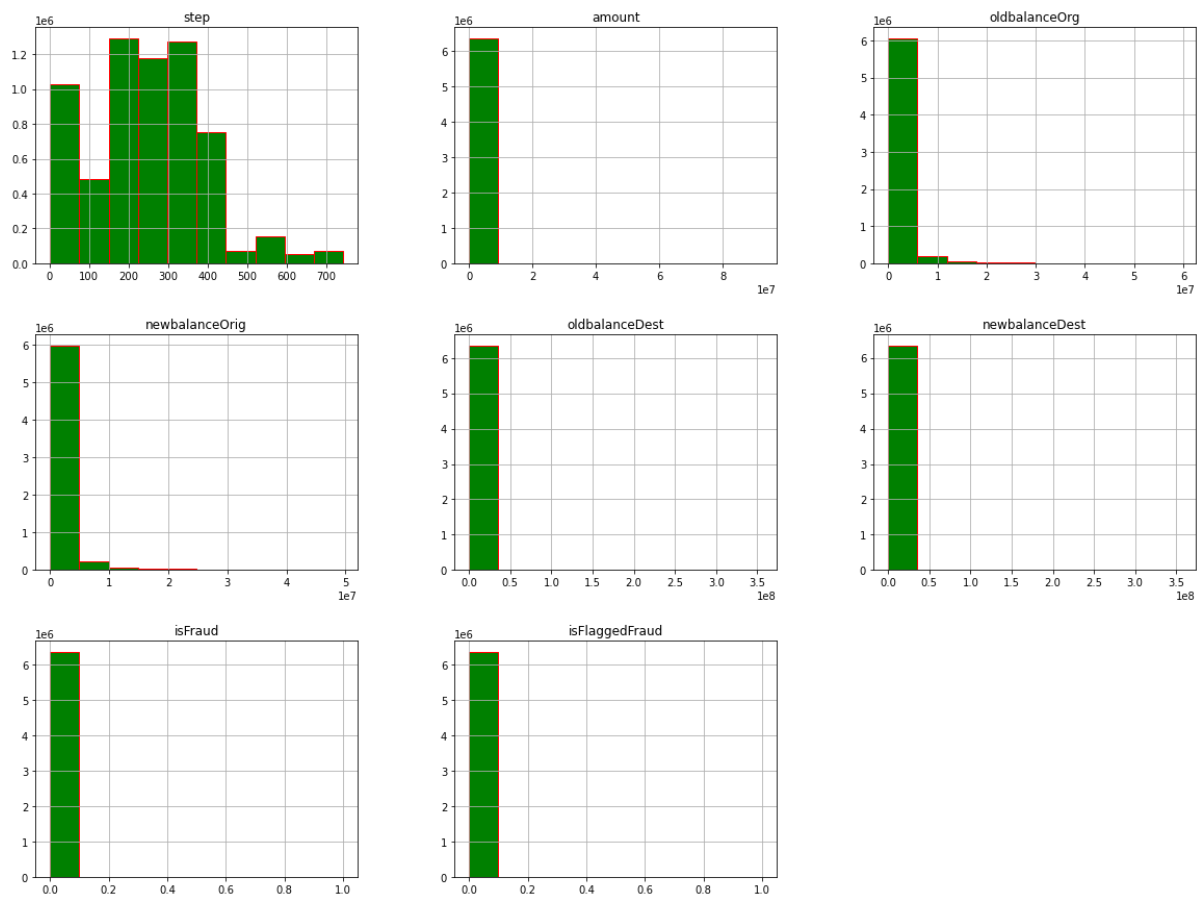 step
1e6
1.2
1.0
0.8
0.6
0.4
0.2
0.0
0 100 200 300 400 500 600 700
amount
1e6
6
5
4
3
2
1
0
0 2 4 6 8
1e7
oldbalanceOrg
1e6
6
5
4
3
2
1
0
0 1 2 3 4 5 6
1e7
newbalanceOrig
1e6
6
5
4
3
2
1
0
0 1 2 3 4 5
1e7
oldbalanceDest
1e6
6
5
4
3
2
1
0
0.0 0.5 1.0 1.5 2.0 2.5 3.0 3.5
1e8
newbalanceDest
1e6
6
5
4
3
2
1
0
0.0 0.5 1.0 1.5 2.0 2.5 3.0 3.5
1e8
isFraud
1e6
6
5
4
3
2
1
0
0.0 0.2 0.4 0.6 0.8 1.0
isFlaggedFraud
1e6
6
5
4
3
2
1
0
0.0 0.2 0.4 0.6 0.8 1.0